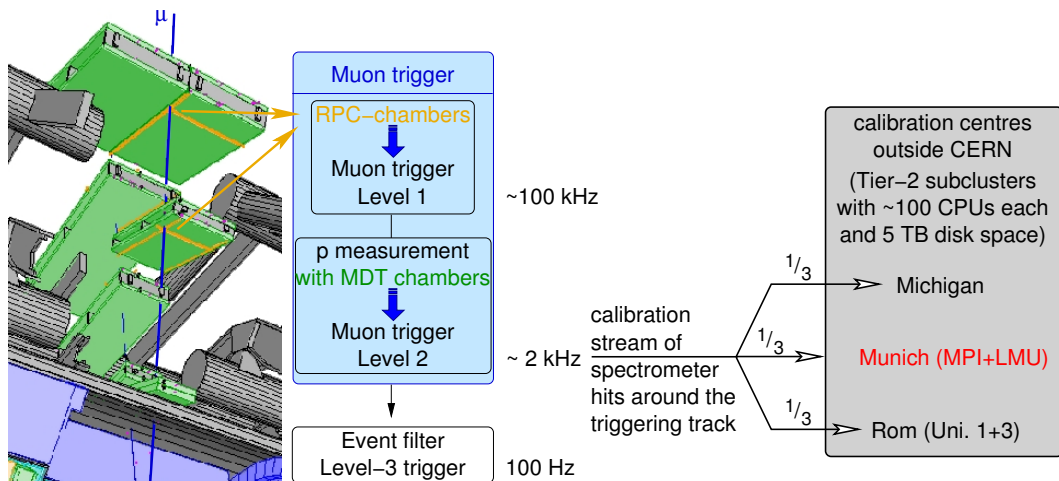 μ
Muon trigger
RPC−chambers
Muon trigger
Level 1
~100 kHz
p measurement
with MDT chambers
Muon trigger
Level 2
~ 2 kHz
Event filter
Level−3 trigger
100 Hz
calibration
stream of
spectrometer
hits around the
triggering track
1/3
1/3
1/3
calibration centres
outside CERN
(Tier−2 subclusters
with ~100 CPUs each
and 5 TB disk space)
Michigan
Munich (MPI+LMU)
Rom (Uni. 1+3)